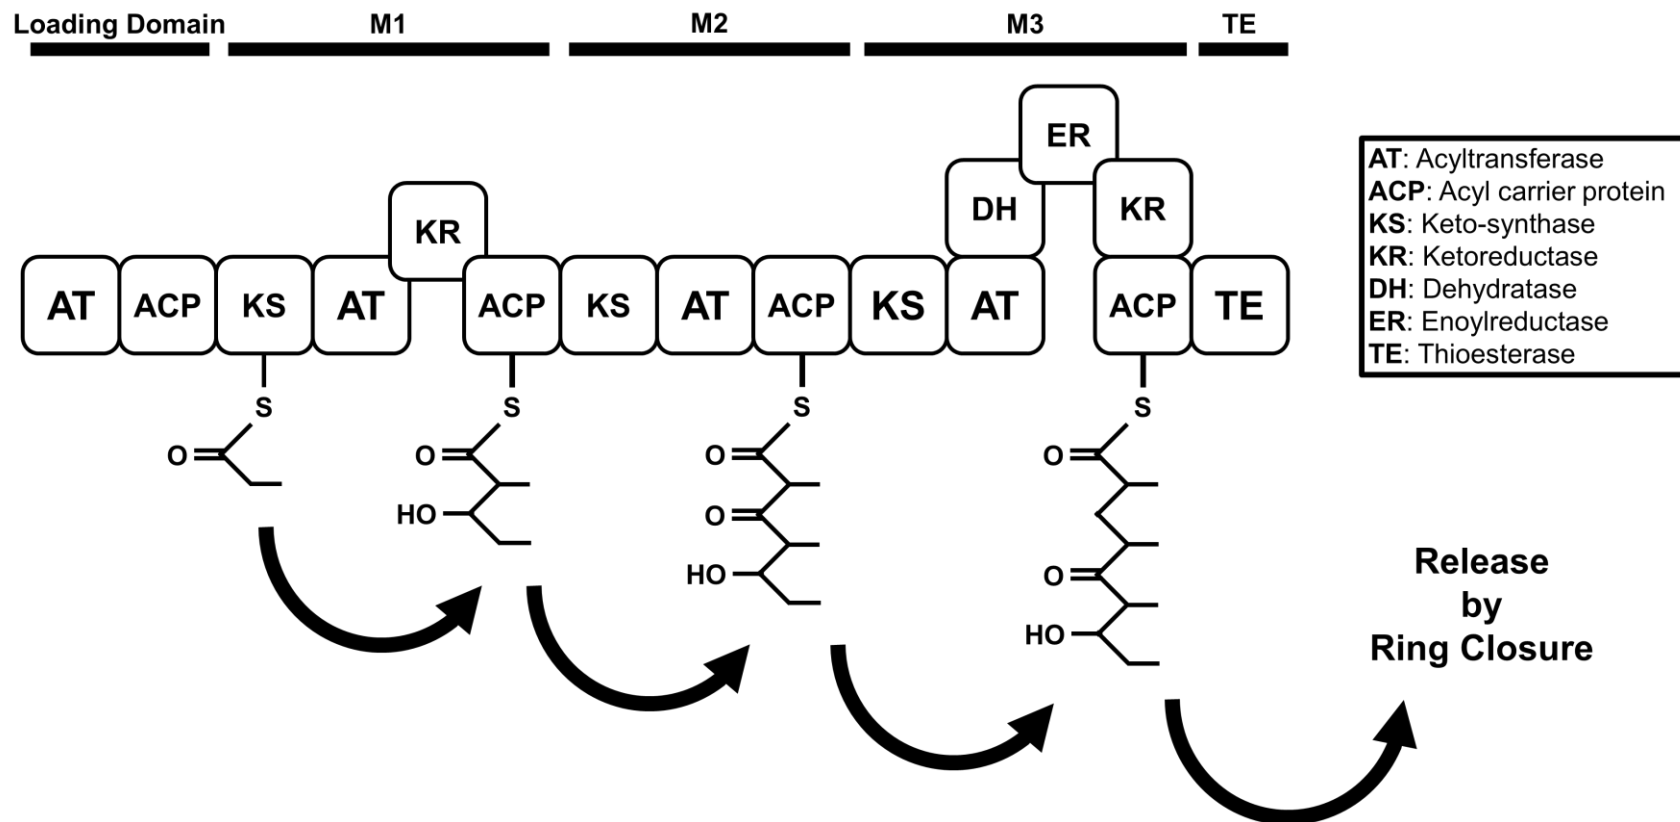 Loading Domain M1 M2 M3 TE
ER
DH KR
KR
AT ACP KS AT ACP KS AT ACP KS AT ACP TE
AT: Acyltransferase
ACP: Acyl carrier protein
KS: Keto-synthase
KR: Ketoreductase
DH: Dehydratase
ER: Enoylreductase
TE: Thioesterase
S S S S
O O O O
HO O
HO O
HO
Release
by
Ring Closure